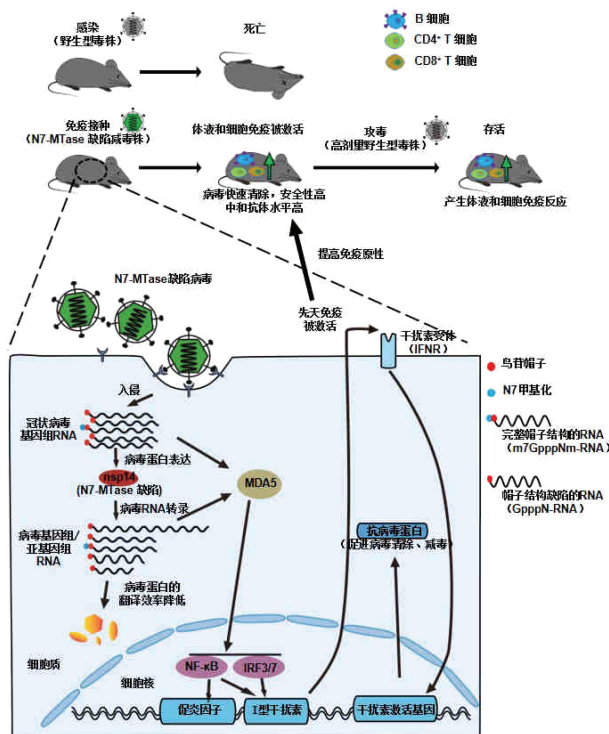 感染
(野生型毒株)
死亡
B 细胞
CD4+ T 细胞
CD8+ T 细胞
免疫接种
(N7-MTase 缺陷减毒株)
体液和细胞免疫被激活
攻毒
(高剂量野生型毒株)
存活
病毒快速清除，安全性高
中和抗体水平高
产生体液和细胞免疫反应
提高免疫原性
N7-MTase缺陷病毒
先天免疫
被激活
干扰素受体
(IFNR)
鸟苷帽子
N7甲基化
完整帽子结构的RNA
(m7GpppNm-RNA)
帽子结构缺陷的RNA
(GpppN-RNA)
入侵
冠状病毒
基因组RNA
病毒蛋白表达
nsp14
(N7-MTase 缺陷)
MDA5
病毒RNA转录
病毒基因组/
亚基因组
RNA
抗病毒蛋白
(促进病毒清除、减毒)
病毒蛋白的
翻译效率降低
细胞质
细胞核
NF-κB
IRF3/7
促炎因子
I型干扰素
干扰素激活基因